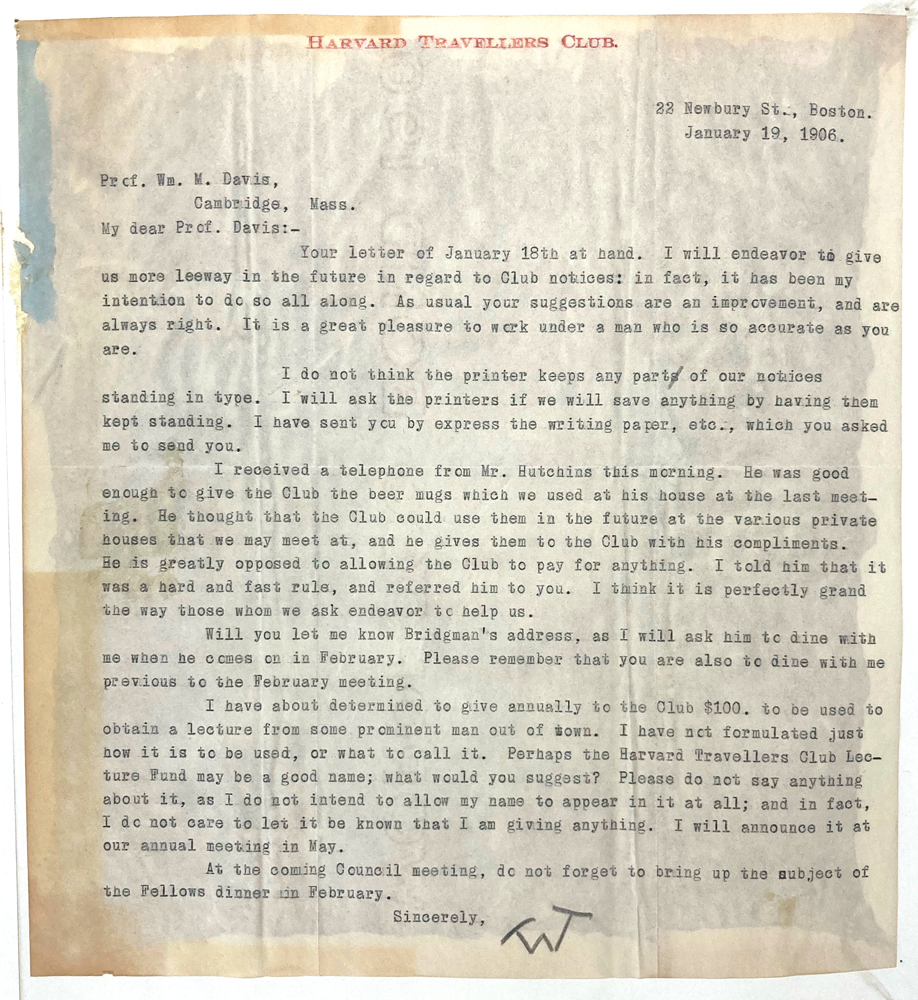 HARVARD TRAVELLERS CLUB.
22 Newbury St., Boston.
January 19, 1906.
Prof. Wm. M. Davis,
Cambridge, Mass.
My dear Prof. Davis:-
Your letter of January 18th at hand. I will endeavor to give
us more leeway in the future in regard to Club notices: in fact, it has been my
intention to do so all along. As usual your suggestions are an improvement, and are
always right. It is a great pleasure to work under a man who is so accurate as you
are.
I do not think the printer keeps any part of our notices
standing in type. I will ask the printers if we will save anything by having them
kept standing. I have sent you by express the writing paper, etc., which you asked
me to send you.
I received a telephone from Mr. Hutchins this morning. He was good
enough to give the Club the beer mugs which we used at his house at the last meet-
ing. He thought that the Club could use them in the future at the various private
houses that we may meet at, and he gives them to the Club with his compliments.
He is greatly opposed to allowing the Club to pay for anything. I told him that it
was a hard and fast rule, and referred him to you. I think it is perfectly grand
the way those whom we ask endeavor to help us.
Will you let me know Bridgman's address, as I will ask him to dine with
me when he comes on in February. Please remember that you are also to dine with me
previous to the February meeting.
I have about determined to give annually to the Club $100. to be used to
obtain a lecture from some prominent man out of town. I have not formulated just
how it is to be used, or what to call it. Perhaps the Harvard Travellers Club Lec-
ture Fund may be a good name; what would you suggest? Please do not say anything
about it, as I do not intend to allow my name to appear in it at all; and in fact,
I do not care to let it be known that I am giving anything. I will announce it at
our annual meeting in May.
At the coming Council meeting, do not forget to bring up the subject of
the Fellows dinner in February.
Sincerely,